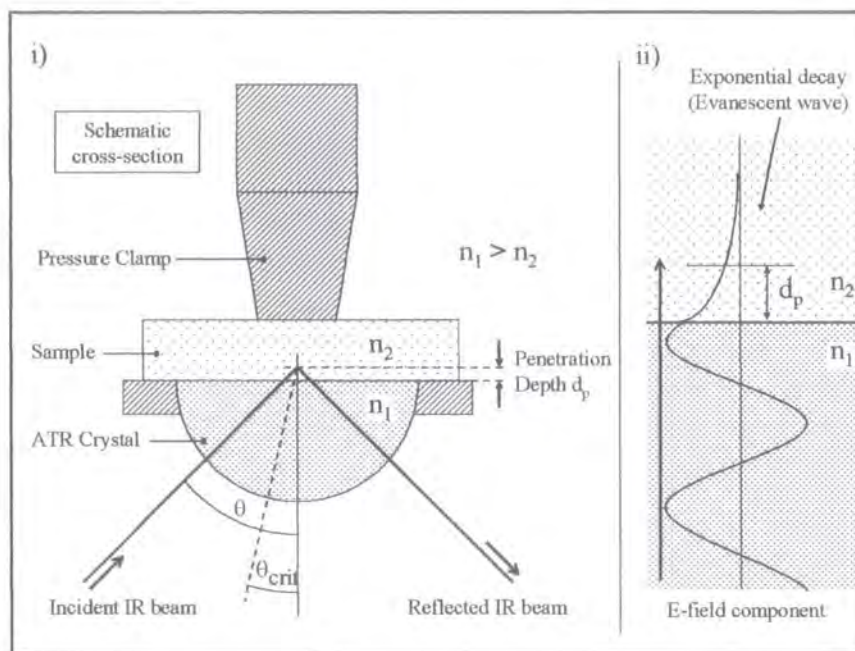 i)
Schematic
cross-section
Pressure Clamp
n₁ > n₂
Sample
n₂
Penetration
Depth dₚ
n₁
ATR Crystal
θ
θcrit
Incident IR beam
Reflected IR beam
ii)
Exponential decay
(Evanescent wave)
dₚ
n₂
n₁
E-field component